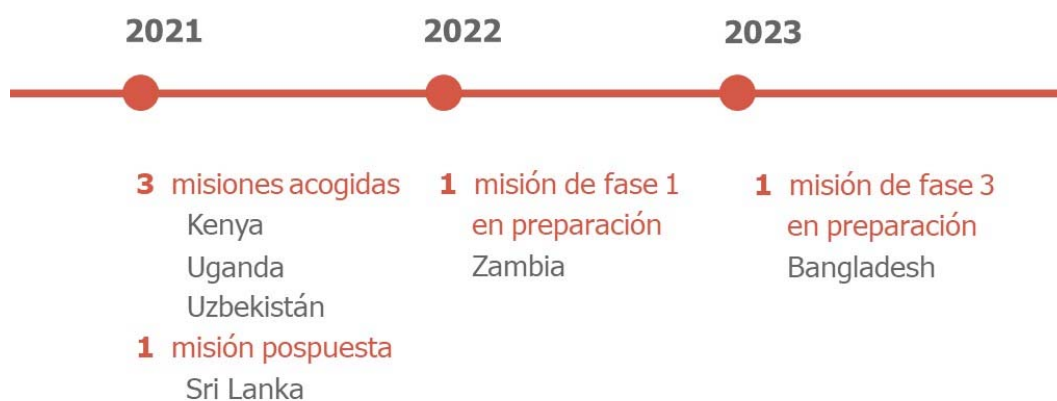 2021
2022
2023
3 misiones acogidas
Kenya
Uganda
Uzbekistán
1 misión pospuesta
Sri Lanka
1 misión de fase 1
en preparación
Zambia
1 misión de fase 3
en preparación
Bangladesh